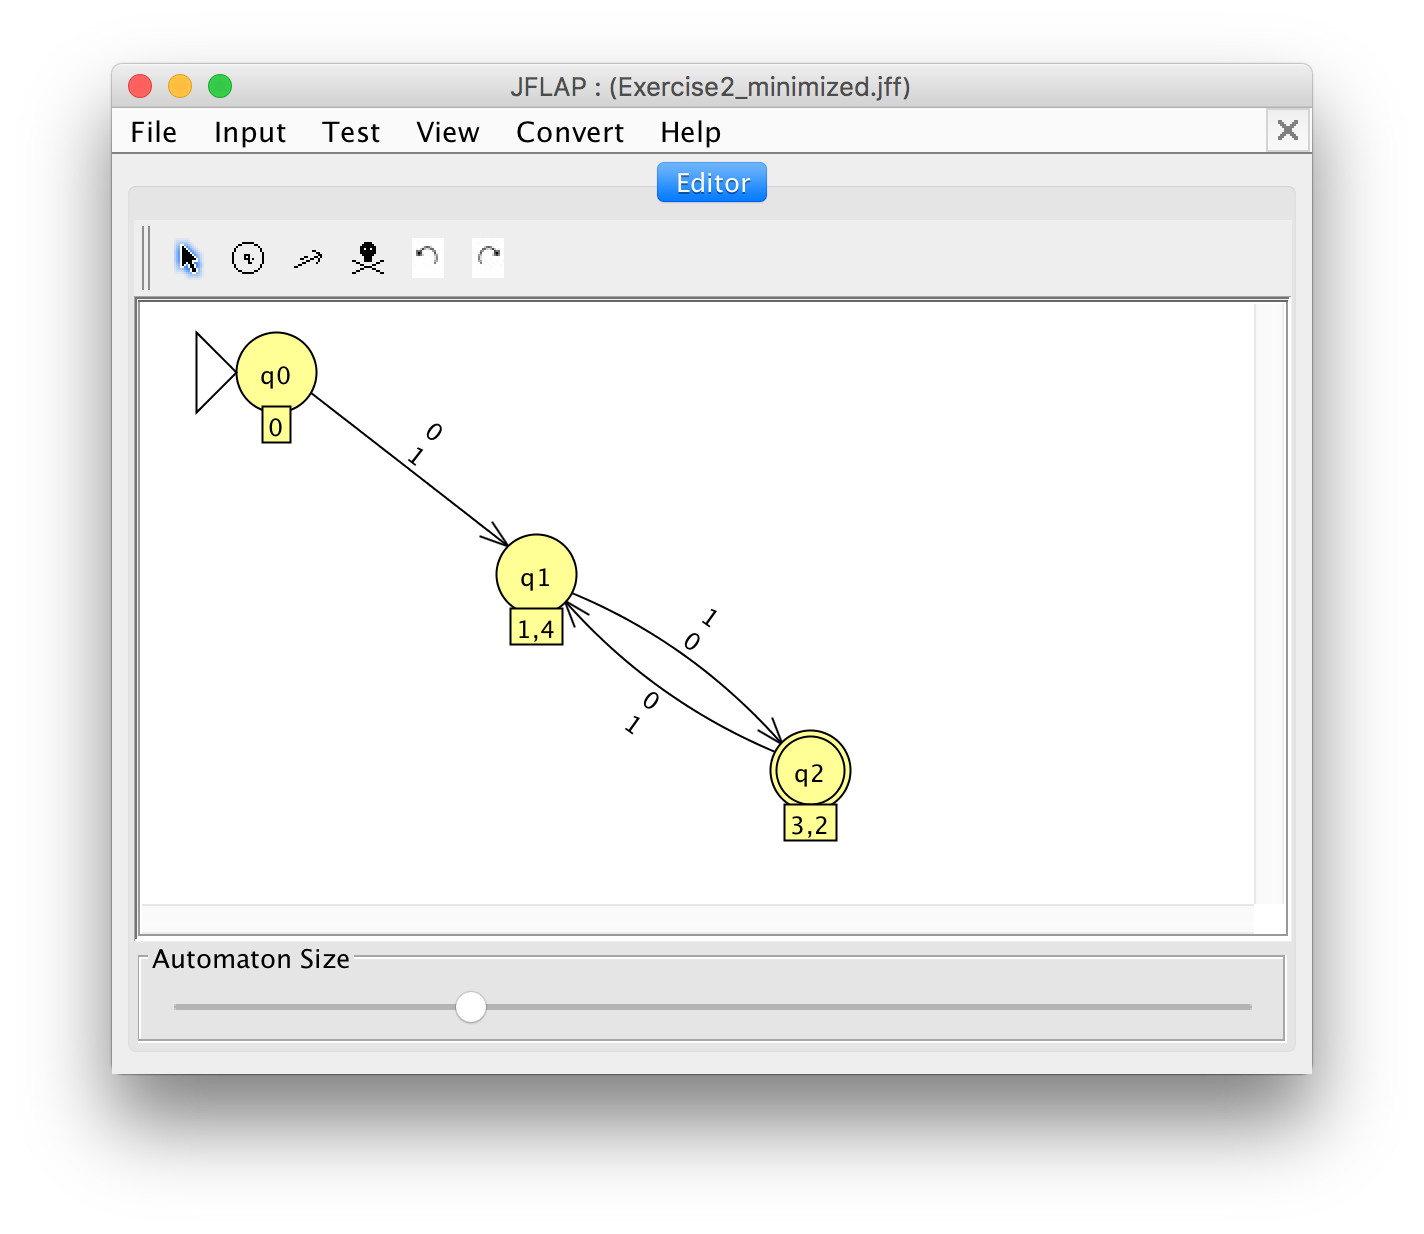 JFLAP : (Exercise2_minimized.jff)
File Input Test View Convert Help
Editor
q
q0
0
0
1
q1
1,4
1
0
0
1
q2
3,2
Automaton Size